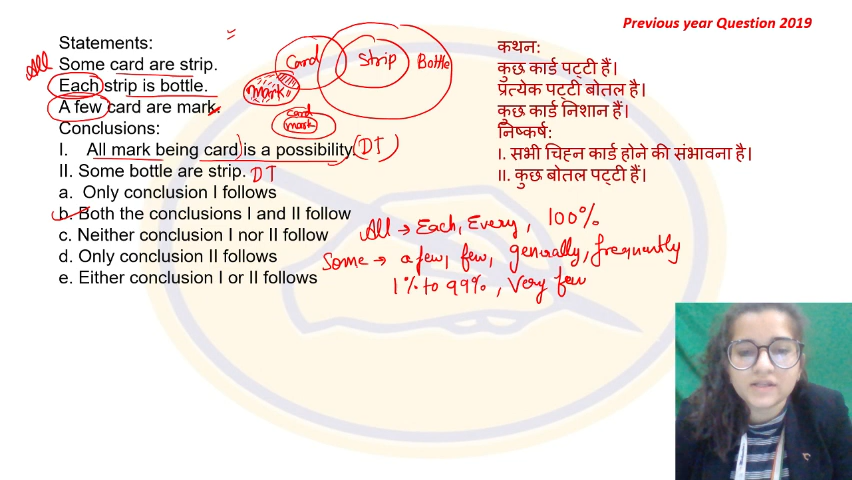 Previous year Question 2019
Statements:
All Some card are strip.
Each strip is bottle.
A few card are mark.
Conclusions:
I. All mark being card is a possibility. (DT)
II. Some bottle are strip. DT
a. Only conclusion I follows
b. Both the conclusions I and II follow
c. Neither conclusion I nor II follow
d. Only conclusion II follows
e. Either conclusion I or II follows
Card Strip Bottle
mark
card
mark
कथन:
कुछ कार्ड पट्टी हैं।
प्रत्येक पट्टी बोतल है।
कुछ कार्ड निशान हैं।
निष्कर्ष:
I. सभी चिह्न कार्ड होने की संभावना है।
II. कुछ बोतल पट्टी हैं।
All → Each, Every, 100%
Some → a few, few, generally, frequently
1% to 99%, Very few